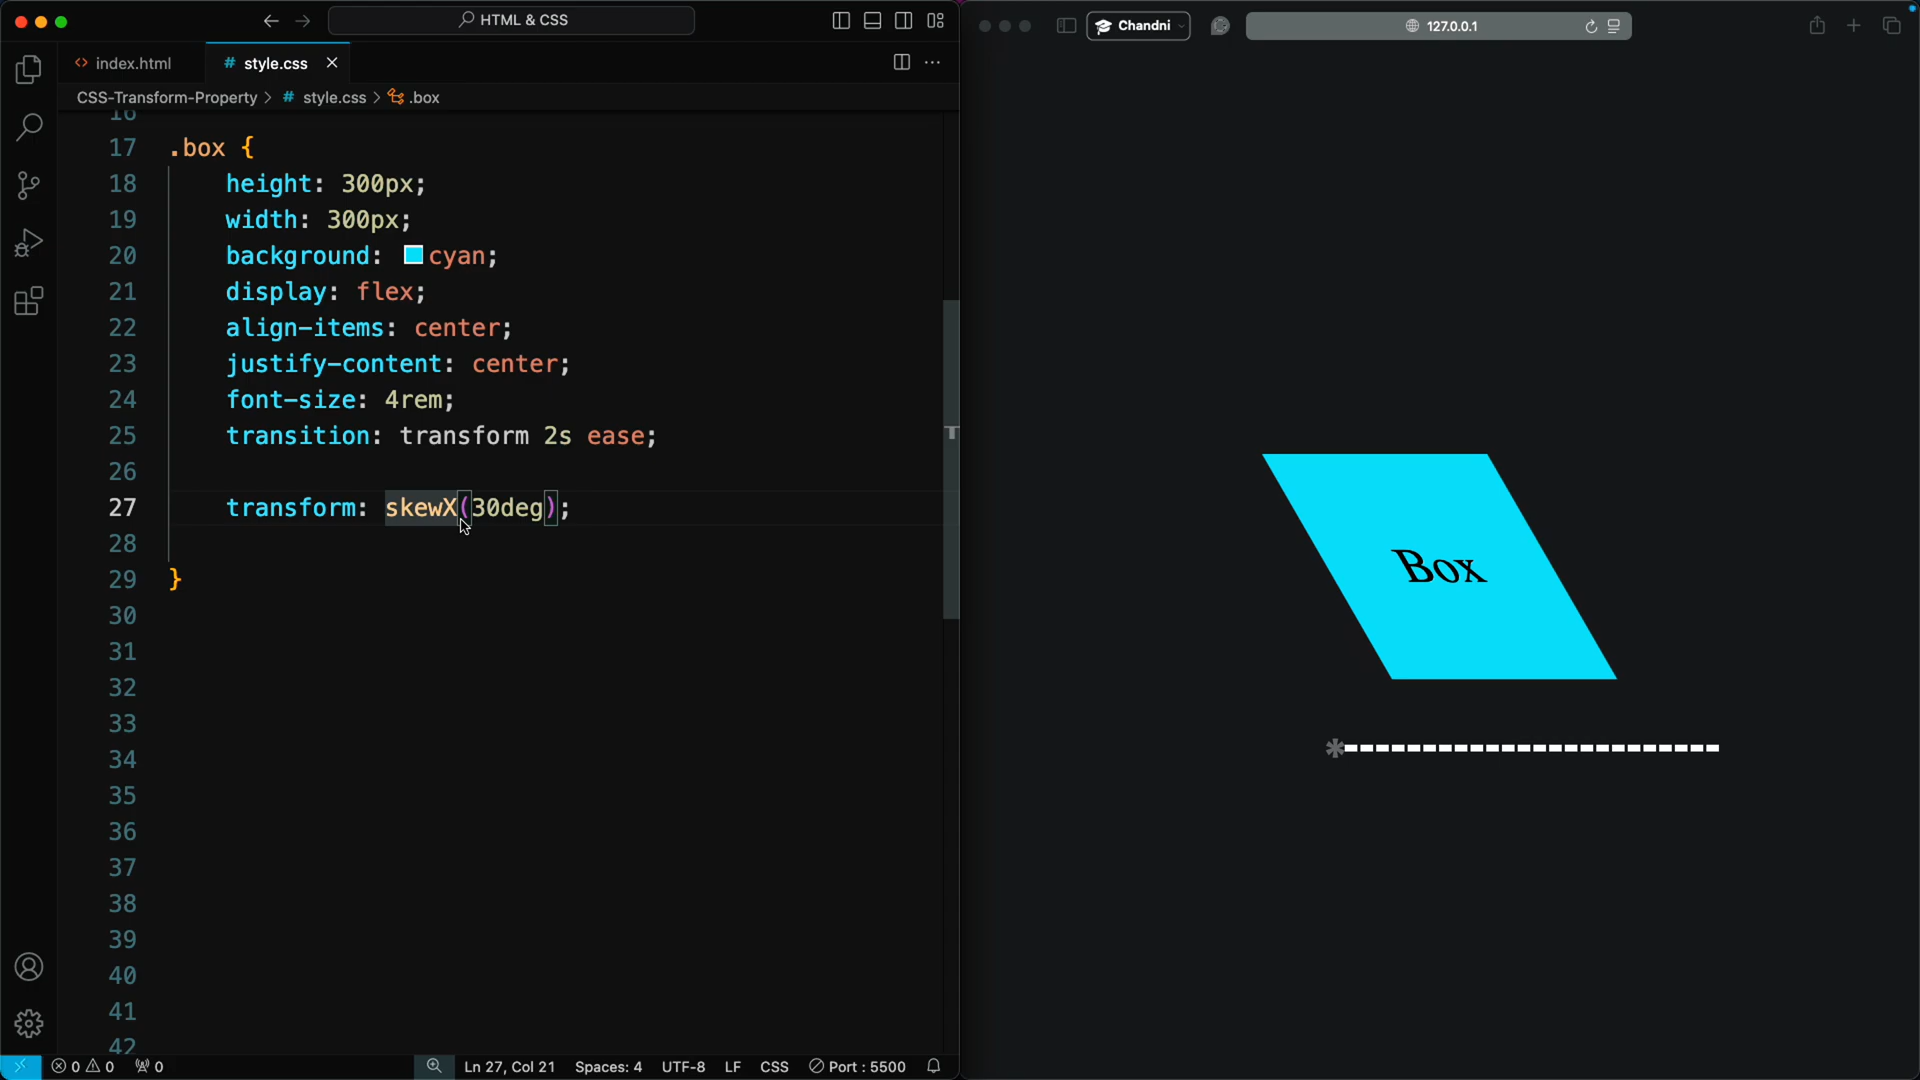 HTML & CSS
index.html
# style.css
CSS-Transform-Property > # style.css > .box
16
17 .box {
18 height: 300px;
19 width: 300px;
20 background: cyan;
21 display: flex;
22 align-items: center;
23 justify-content: center;
24 font-size: 4rem;
25 transition: transform 2s ease;
26
27 transform: skewX(30deg);
28
29 }
30
31
32
33
34
35
36
37
38
39
40
41
42
0 0 0 Ln 27, Col 21 Spaces: 4 UTF-8 LF CSS Port : 5500
Chandni
127.0.0.1
Box